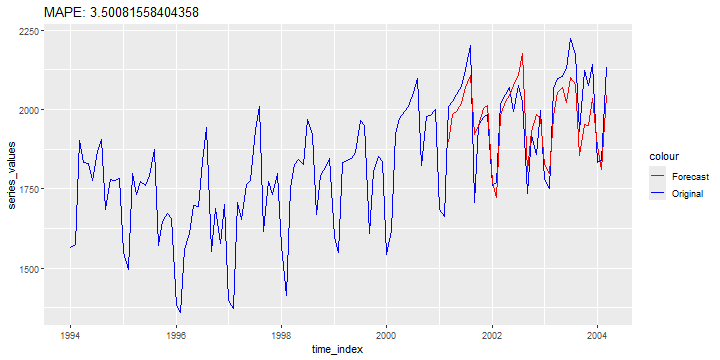 MAPE: 3.50081558404358
2250
2000
1750
1500
series_values
1994
1996
1998
2000
2002
2004
time_index
colour
Forecast
Original